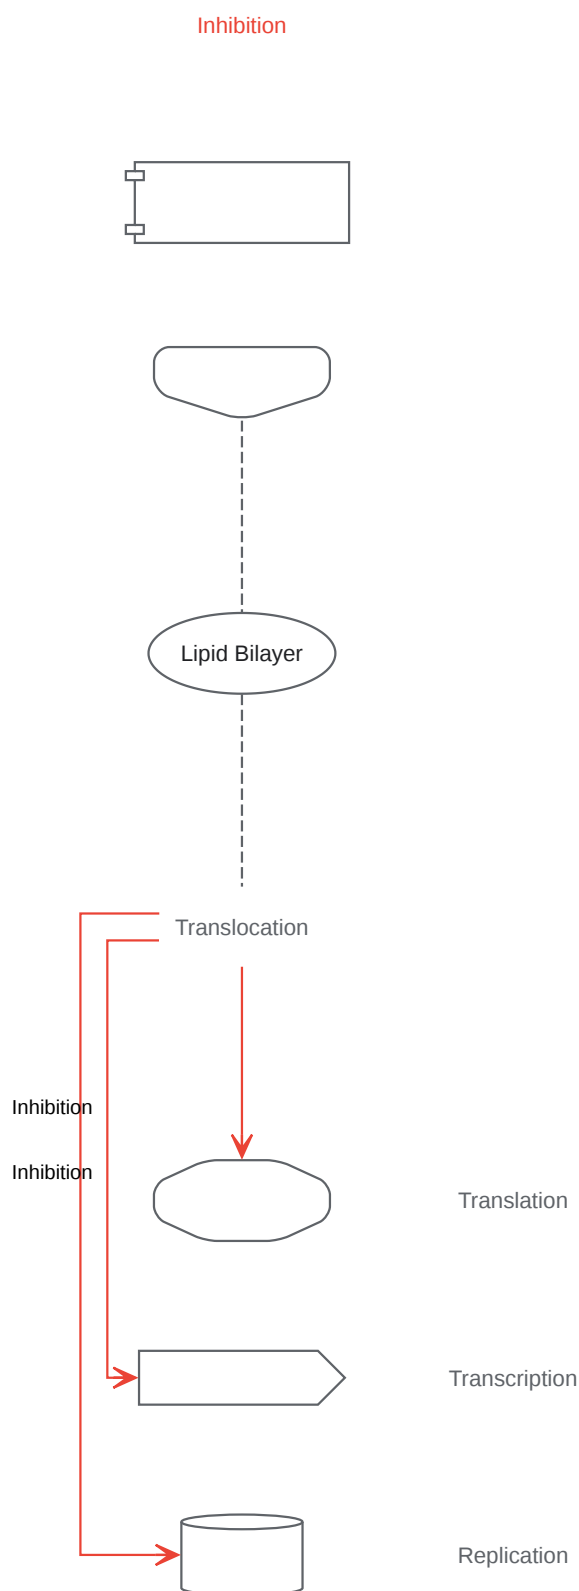 Inhibition
Lipid Bilayer
Translocation
Inhibition
Inhibition
Translation
Transcription
Replication